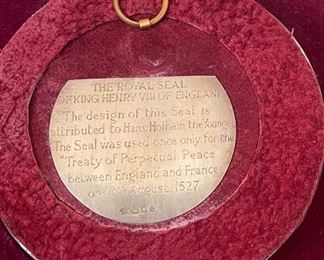 THE ROYAL SEAL
OF KING HENRY VIII OF ENGLAND
The design of this Seal is
attributed to Hans Holbein the Younger
The Seal was used once only for the
"Treaty of Perpetual Peace"
between England and France
on 18th August, 1527